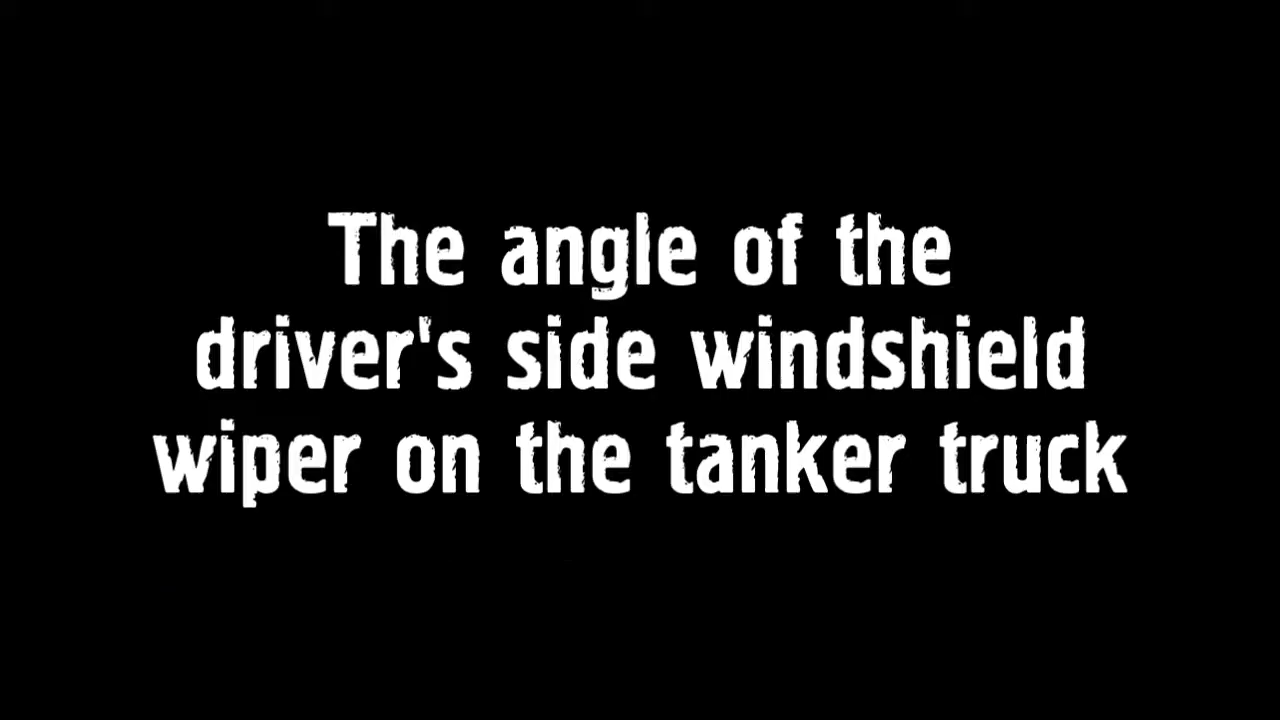 The angle of the
driver's side windshield
wiper on the tanker truck